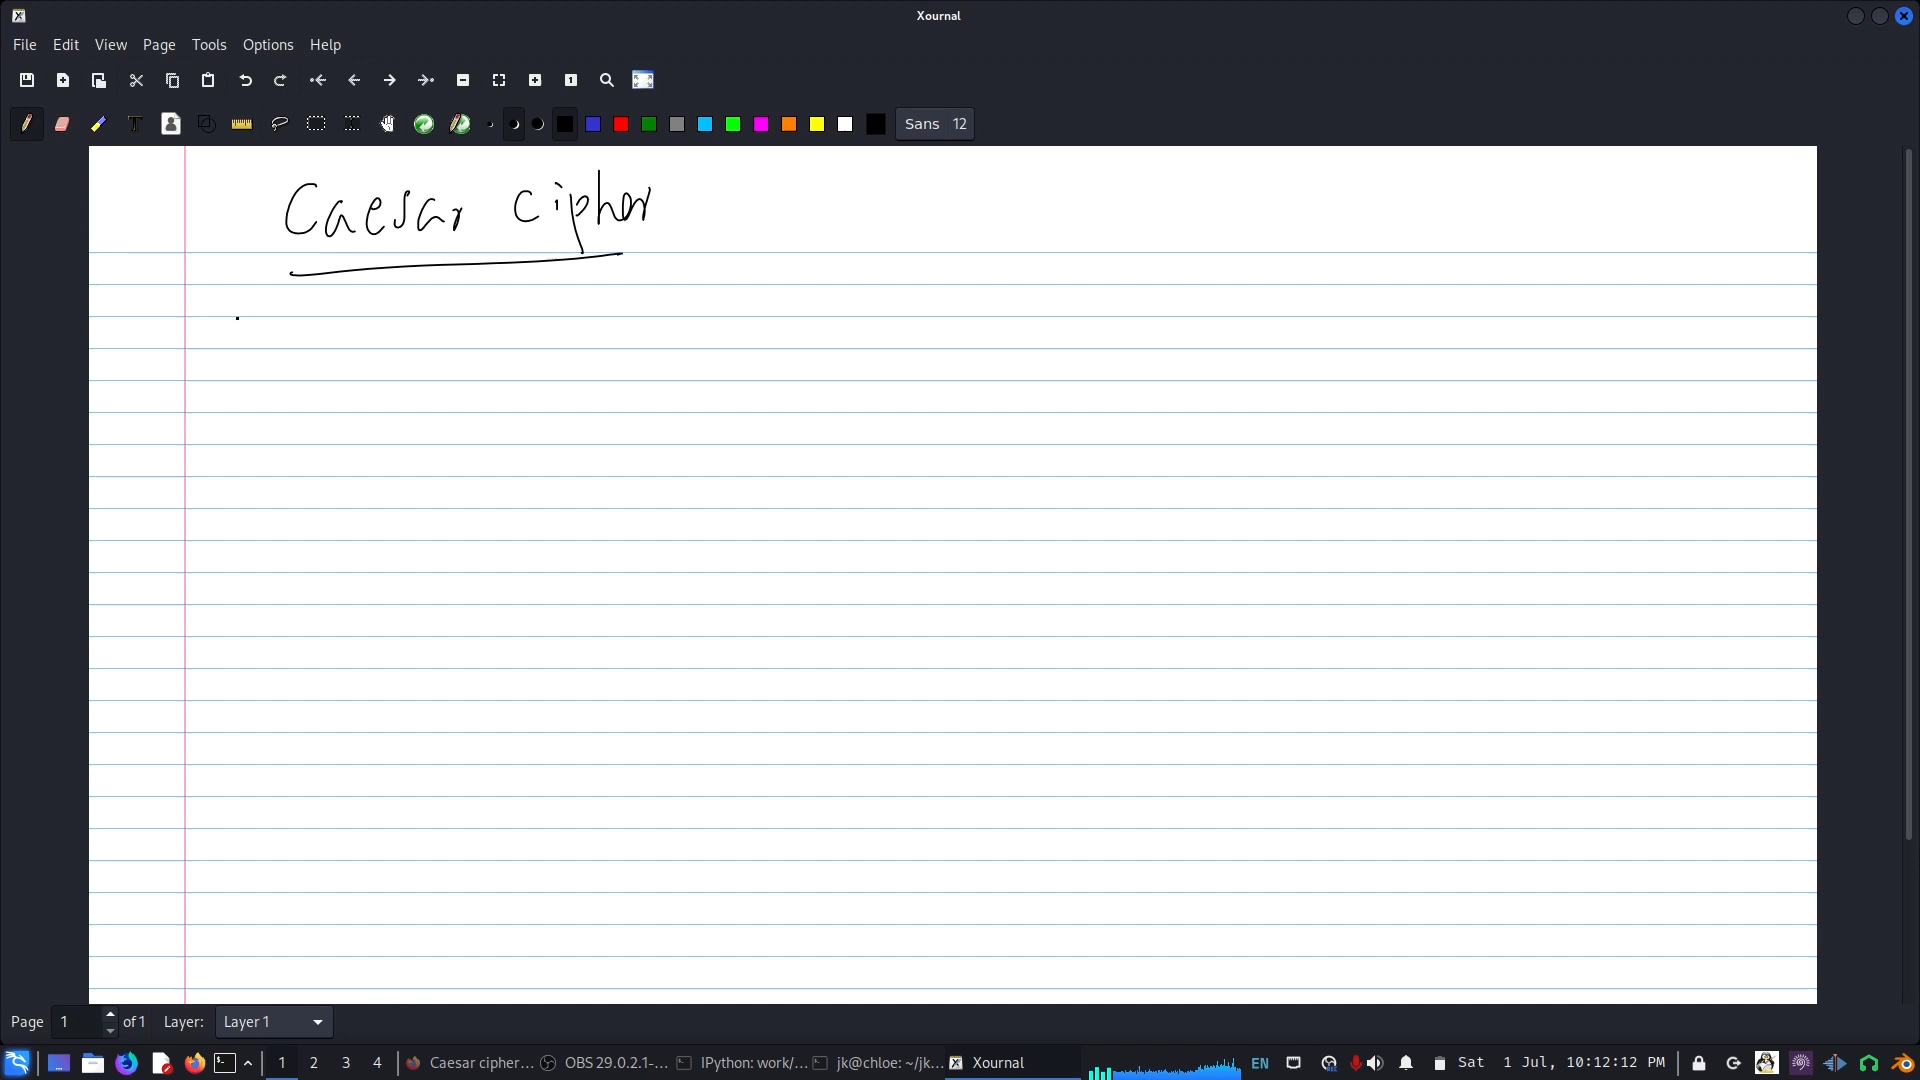 Xournal
File Edit View Page Tools Options Help
Sans 12
Caesar cipher
Page 1 of 1 Layer: Layer 1
1 2 3 4 Caesar cipher... OBS 29.0.2.1-... IPython: work/... jk@chloe: ~/jk... Xournal EN Sat 1 Jul, 10:12:12 PM